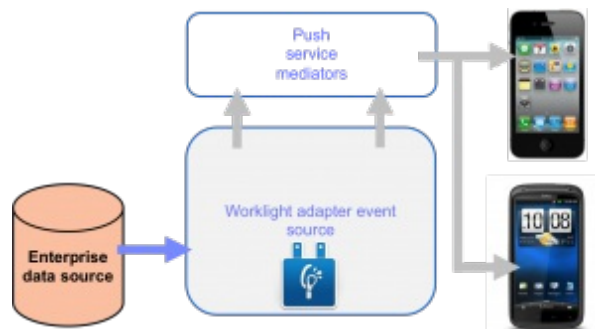 Push
service
mediators
Worklight adapter event
source
Enterprise
data source
10 08